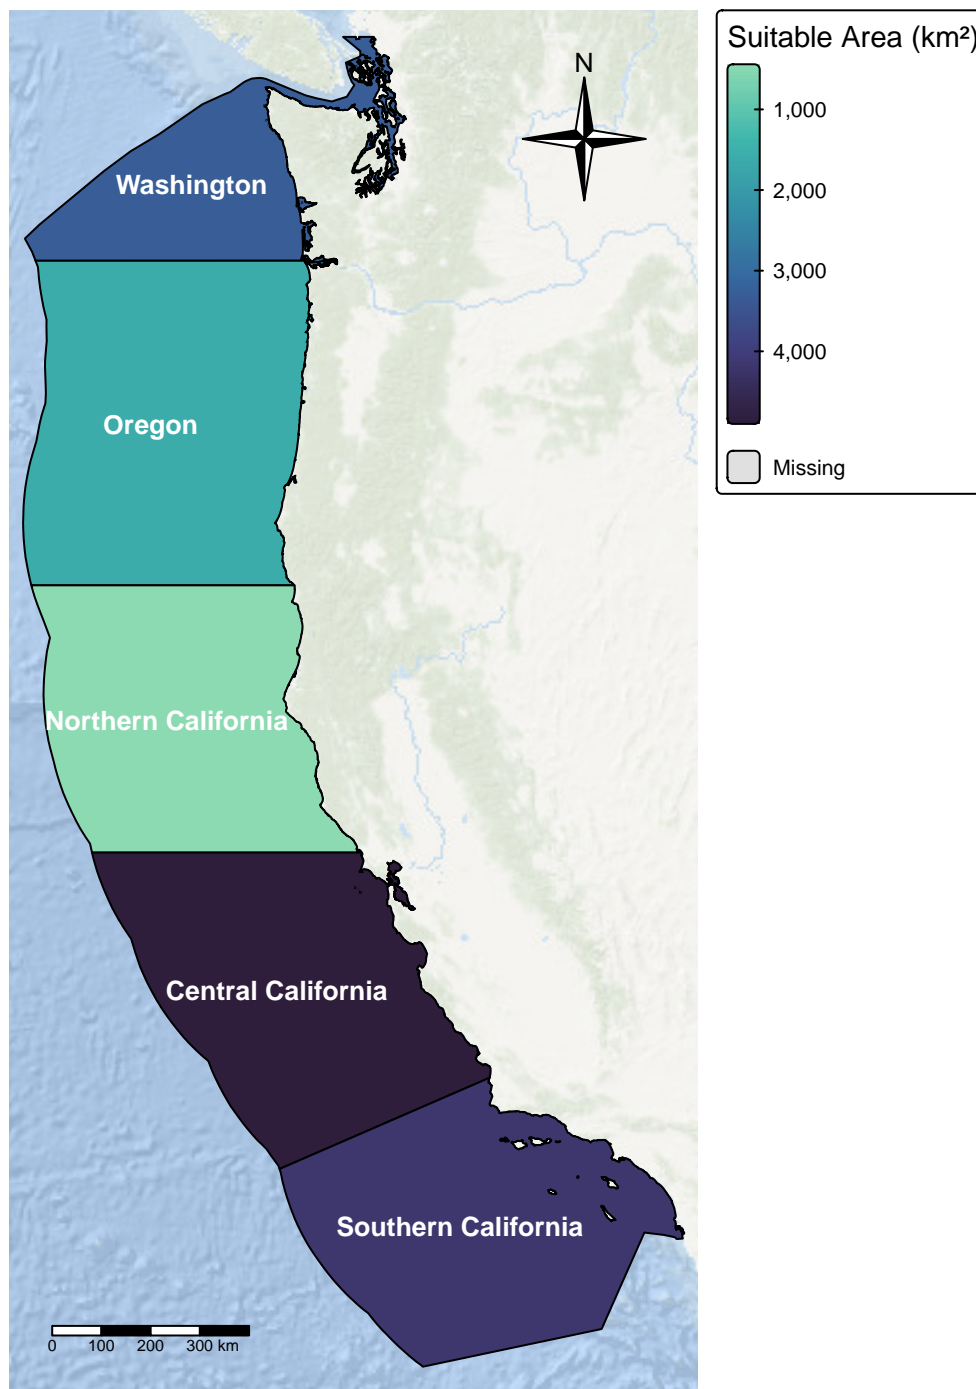 Suitable Area (km²)
N
1,000
Washington
2,000
3,000
4,000
Oregon
Missing
Northern California
Central California
Southern California
0 100 200 300 km